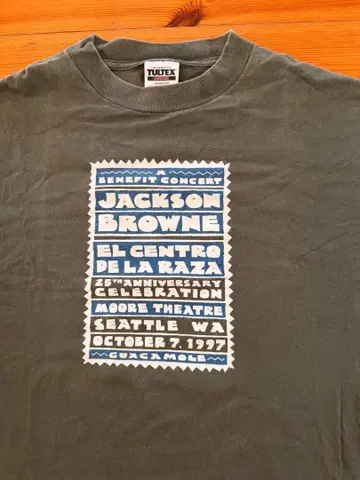 TULTEX
A
BENEFIT CONCERT
JACKSON
BROWNE
EL CENTRO
DE LA RAZA
25TH ANNIVERSARY
CELEBRATION
MOORE THEATRE
SEATTLE WA
OCTOBER 7, 1997
GUACAMOLE